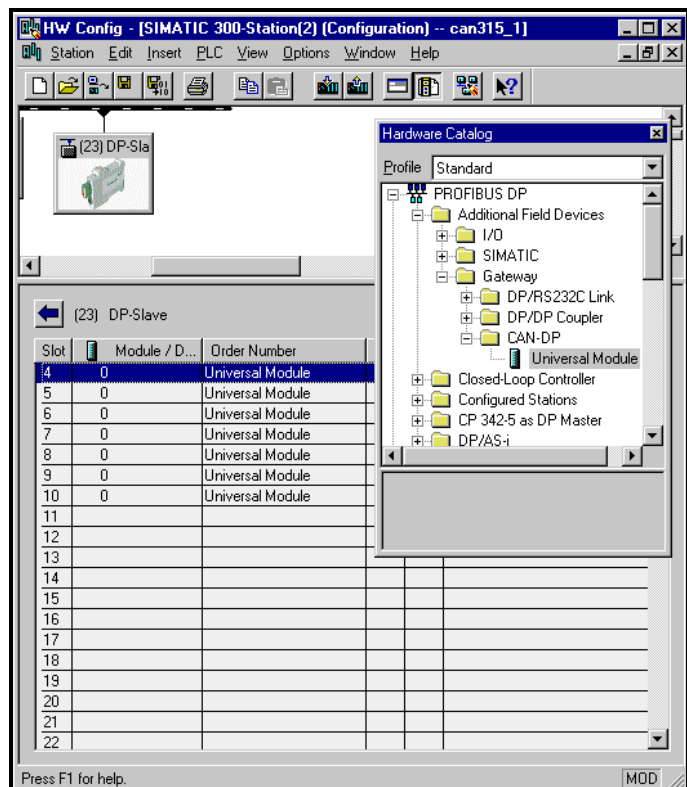 HW Config - [SIMATIC 300-Station(2) (Configuration) -- can315_1]
Station Edit Insert PLC View Options Window Help
(23) DP-Sla
Hardware Catalog
Profile Standard
PROFIBUS DP
Additional Field Devices
I/O
SIMATIC
Gateway
DP/RS232C Link
DP/DP Coupler
CAN-DP
Universal Module
Closed-Loop Controller
Configured Stations
CP 342-5 as DP Master
DP/AS-i
(23) DP-Slave
Slot Module / D... Order Number
4 0 Universal Module
5 0 Universal Module
6 0 Universal Module
7 0 Universal Module
8 0 Universal Module
9 0 Universal Module
10 0 Universal Module
11
12
13
14
15
16
17
18
19
20
21
22
Press F1 for help. MOD